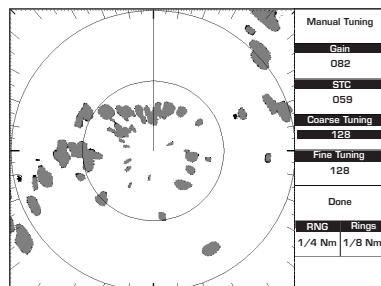 Manual Tuning
Gain
082
STC
059
Coarse Tuning
128
Fine Tuning
128
Done
RNG Rings
1/4 Nm 1/8 Nm